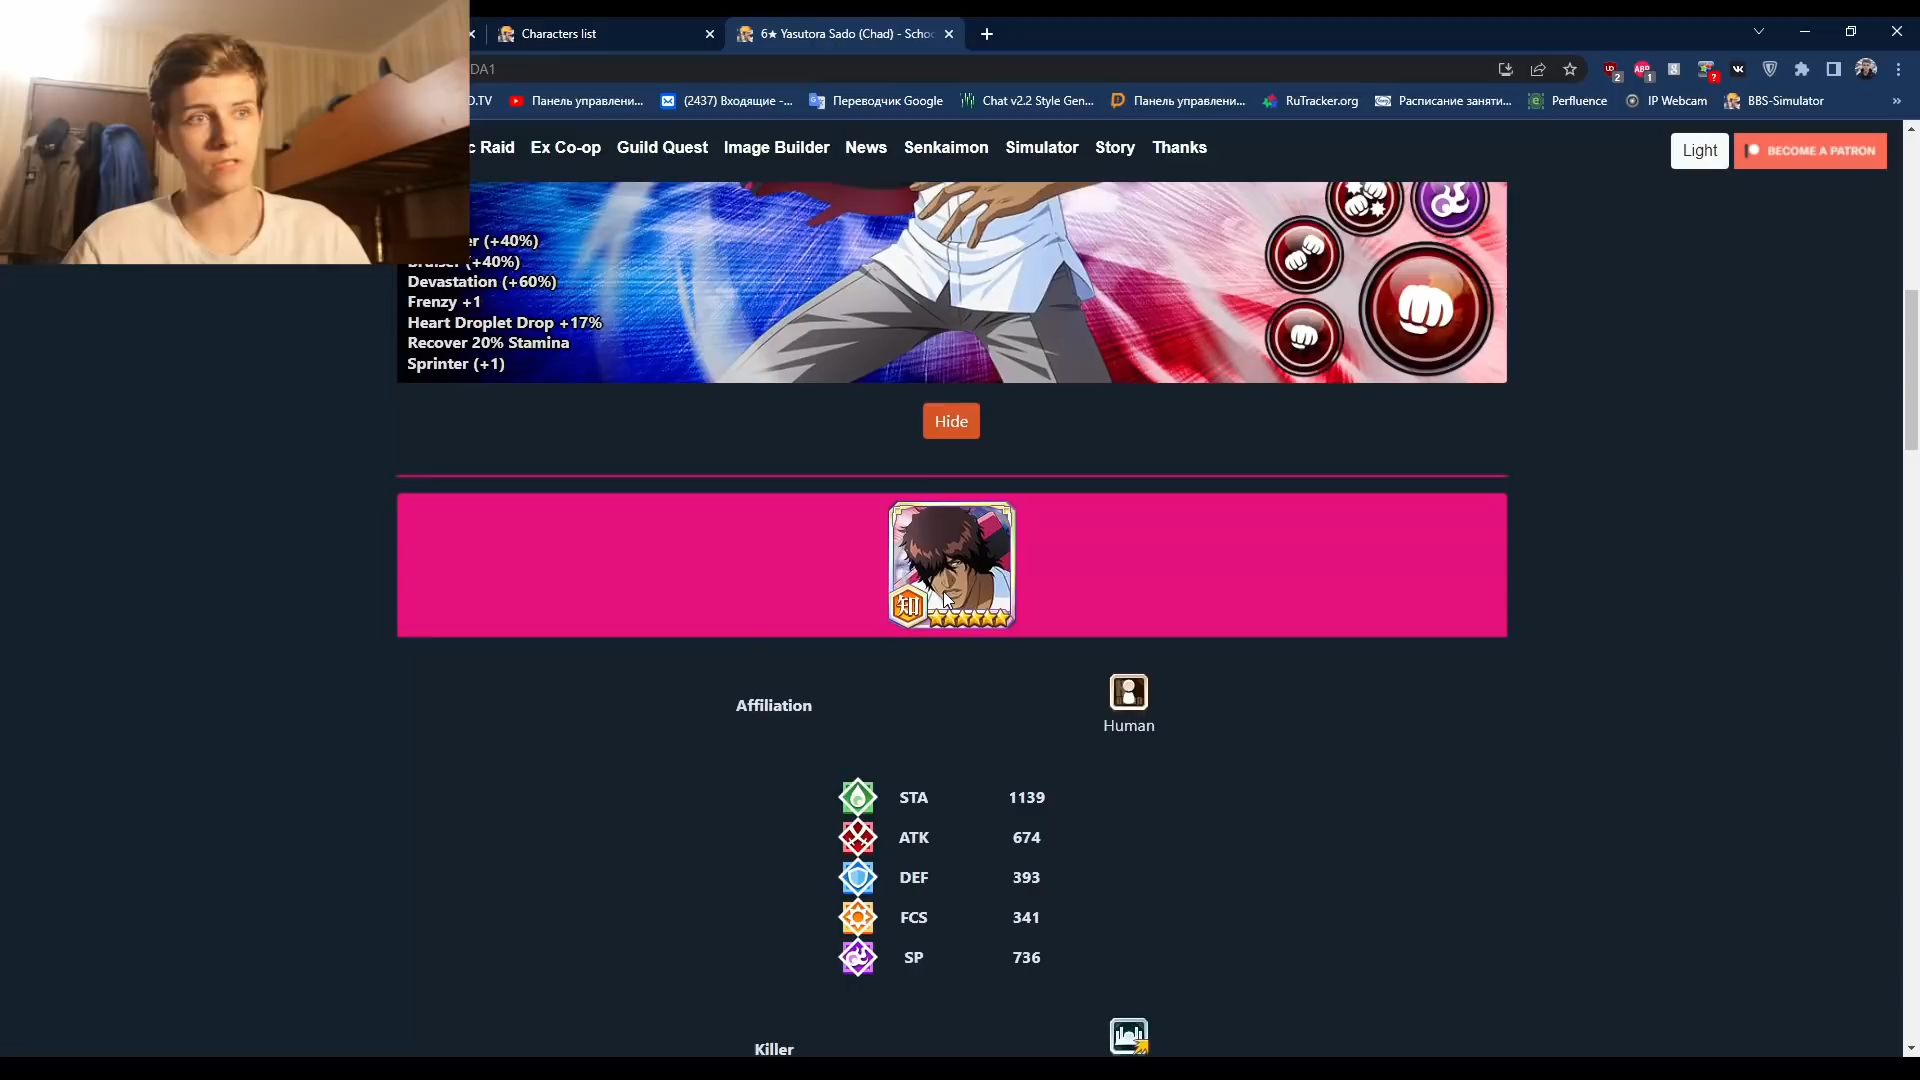 Characters list
6★ Yasutora Sado (Chad) - Scho
DA1
2
1
?
D.TV
Панель управлени...
(2437) Входящие -...
Переводчик Google
Chat v2.2 Style Gen...
Панель управлени...
RuTracker.org
Расписание заняти...
Perfluence
IP Webcam
BBS-Simulator
»
c Raid
Ex Co-op
Guild Quest
Image Builder
News
Senkaimon
Simulator
Story
Thanks
Light
BECOME A PATRON
er (+40%)
Bruiser (+40%)
Devastation (+60%)
Frenzy +1
Heart Droplet Drop +17%
Recover 20% Stamina
Sprinter (+1)
Hide
知
Affiliation
Human
STA 1139
ATK 674
DEF 393
FCS 341
SP 736
Killer